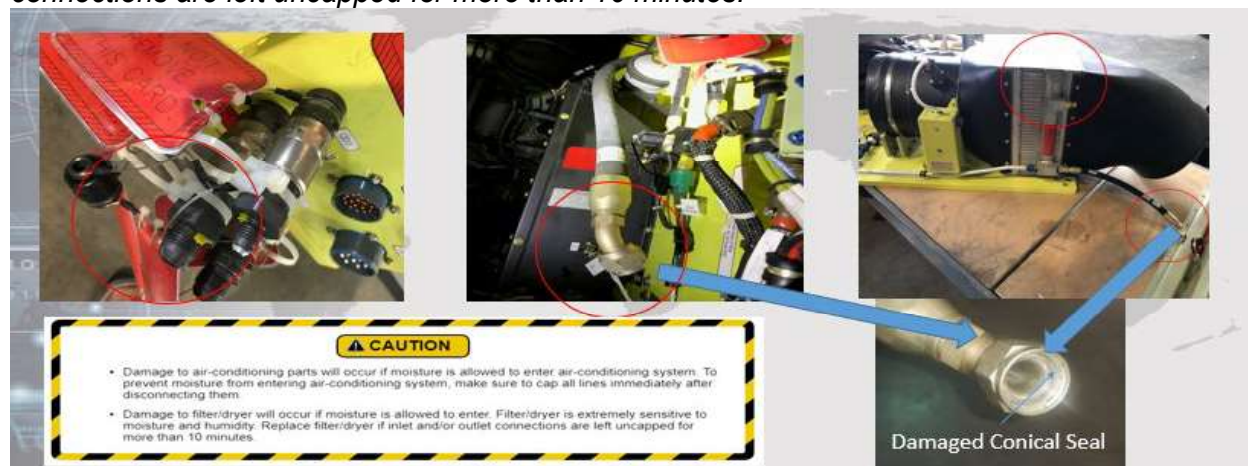 connections are left uncapped for more than 10 minutes.
REMOVE
THIS CARD
⚠ CAUTION
• Damage to air-conditioning parts will occur if moisture is allowed to enter air-conditioning system. To
prevent moisture from entering air-conditioning system, make sure to cap all lines immediately after
disconnecting them.
• Damage to filter/dryer will occur if moisture is allowed to enter. Filter/dryer is extremely sensitive to
moisture and humidity. Replace filter/dryer if inlet and/or outlet connections are left uncapped for
more than 10 minutes.
Damaged Conical Seal